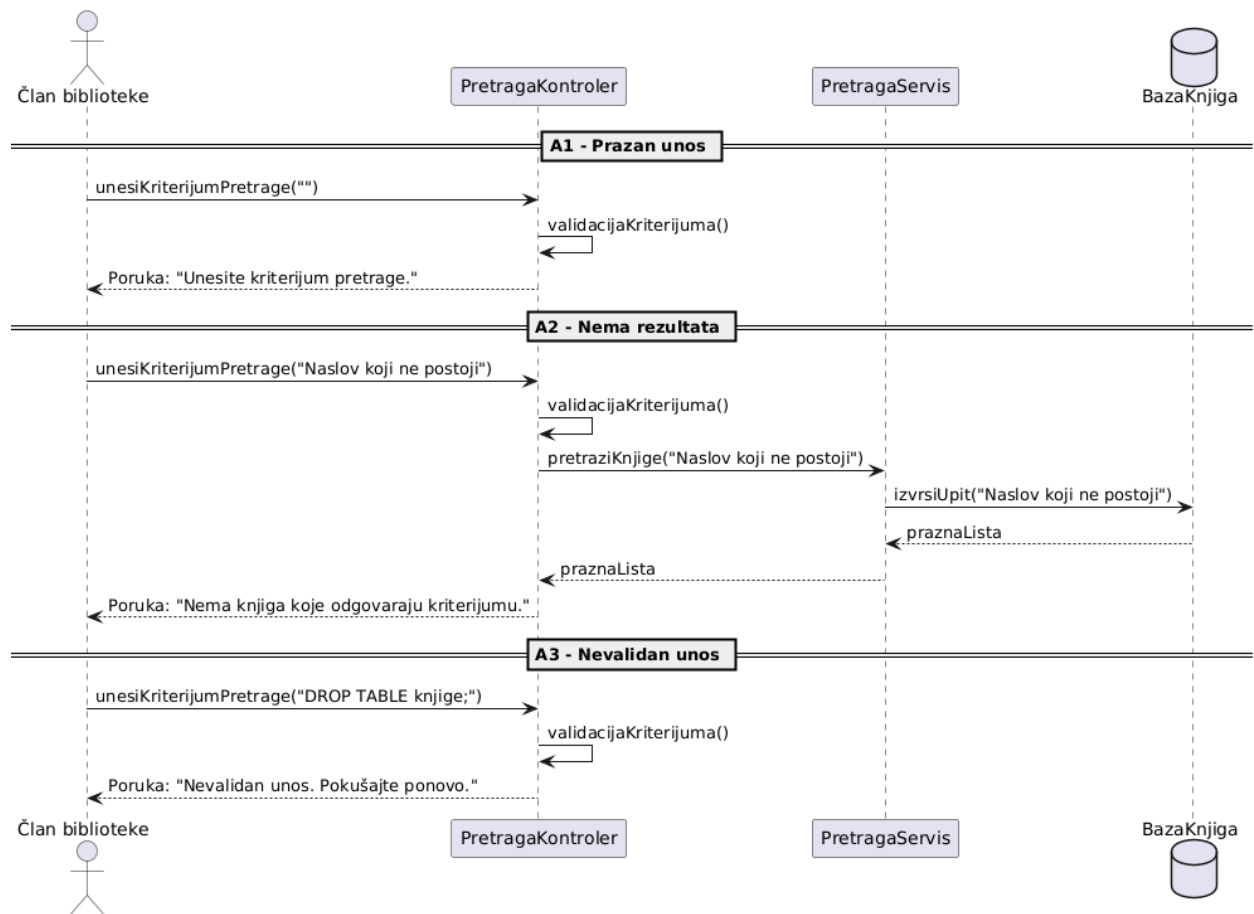 Član biblioteke
PretragaKontroler
PretragaServis
BazaKnjiga
A1 - Prazan unos
unesiKriterijumPretrage("")
validacijaKriterijuma()
Poruka: "Unesite kriterijum pretrage."
A2 - Nema rezultata
unesiKriterijumPretrage("Naslov koji ne postoji")
validacijaKriterijuma()
pretraziKnjige("Naslov koji ne postoji")
izvrsiUpit("Naslov koji ne postoji")
praznaLista
praznaLista
Poruka: "Nema knjiga koje odgovaraju kriterijumu."
A3 - Nevalidan unos
unesiKriterijumPretrage("DROP TABLE knjige;")
validacijaKriterijuma()
Poruka: "Nevalidan unos. Pokušajte ponovo."
Član biblioteke
PretragaKontroler
PretragaServis
BazaKnjiga